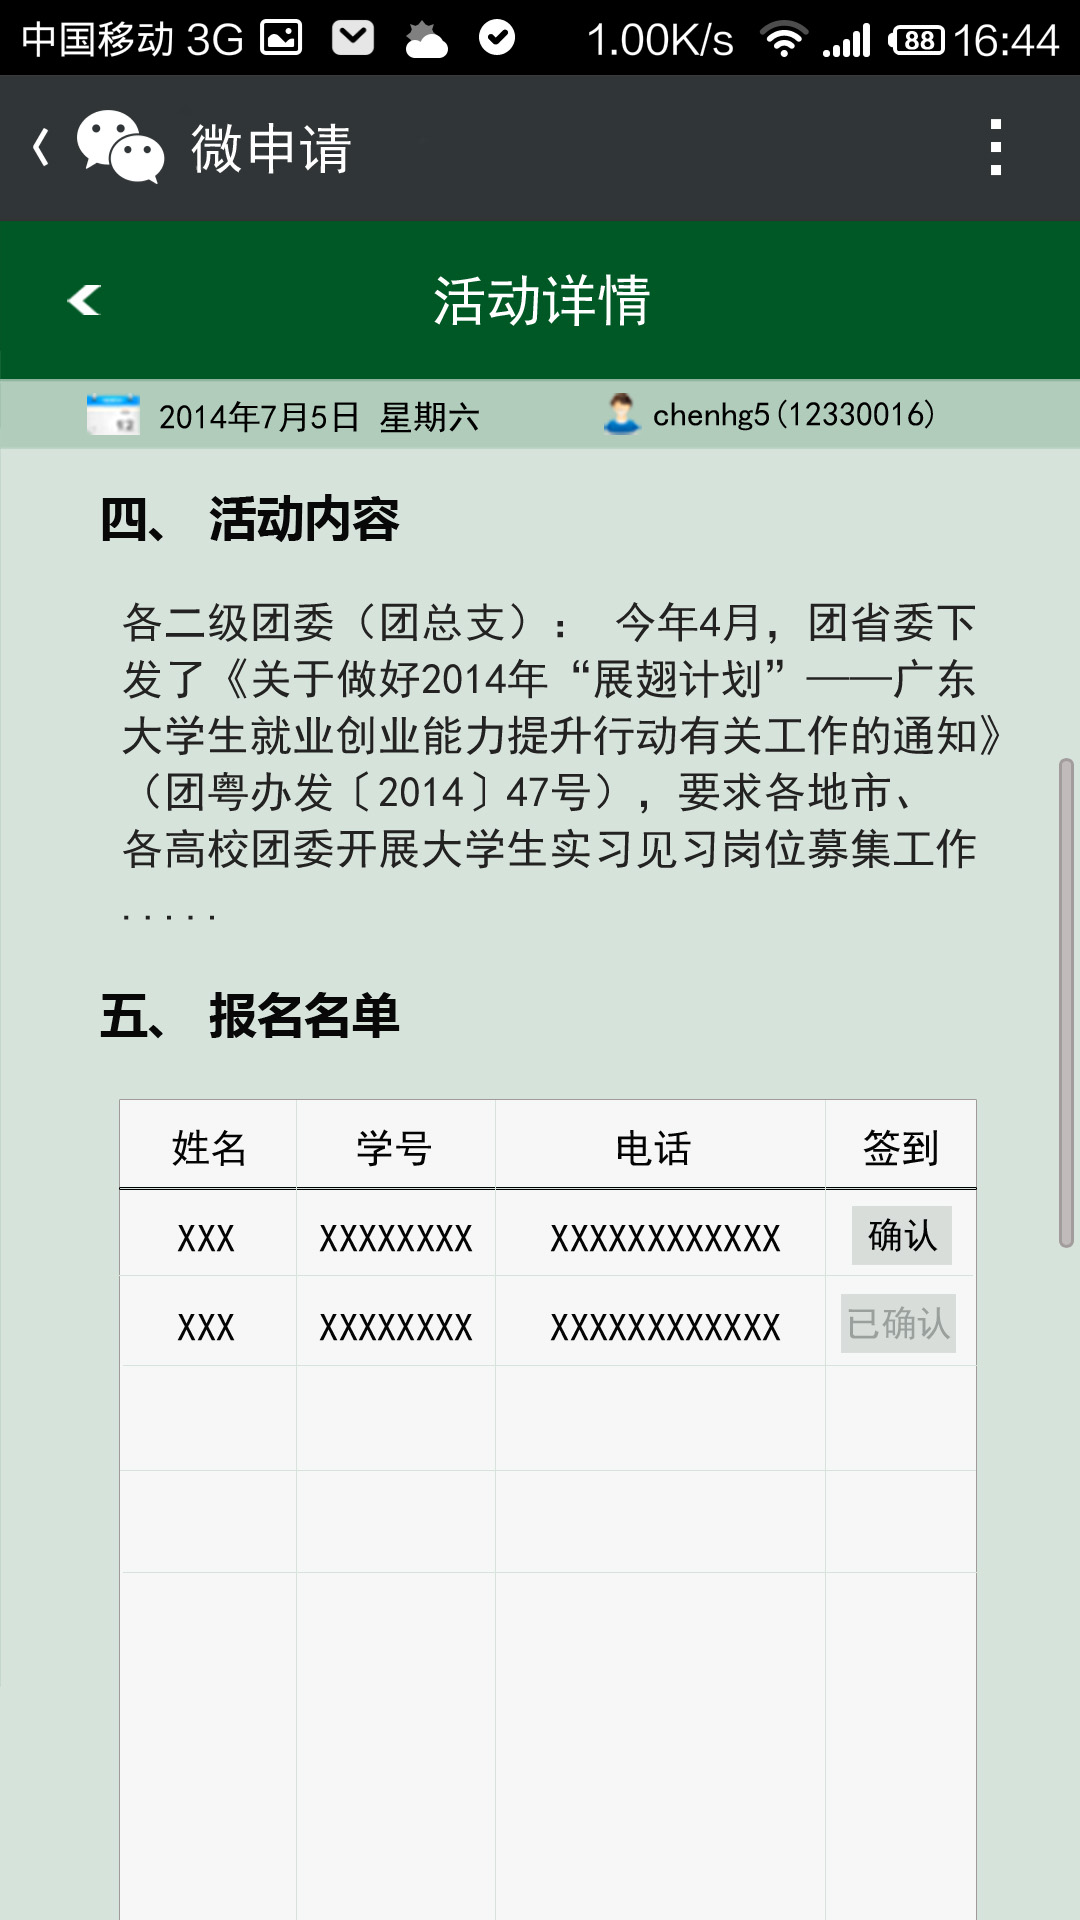 中国移动 3G 1.00K/s 88 16:44
微申请
活动详情
2014年7月5日 星期六 chenhg5(12330016)
四、 活动内容
各二级团委（团总支）： 今年4月，团省委下
发了《关于做好2014年“展翅计划”——广东
大学生就业创业能力提升行动有关工作的通知》
（团粤办发〔2014〕47号），要求各地市、
各高校团委开展大学生实习见习岗位募集工作
.....
五、 报名名单
姓名 学号 电话 签到
XXX XXXXXXXX XXXXXXXXXXXX 确认
XXX XXXXXXXX XXXXXXXXXXXX 已确认